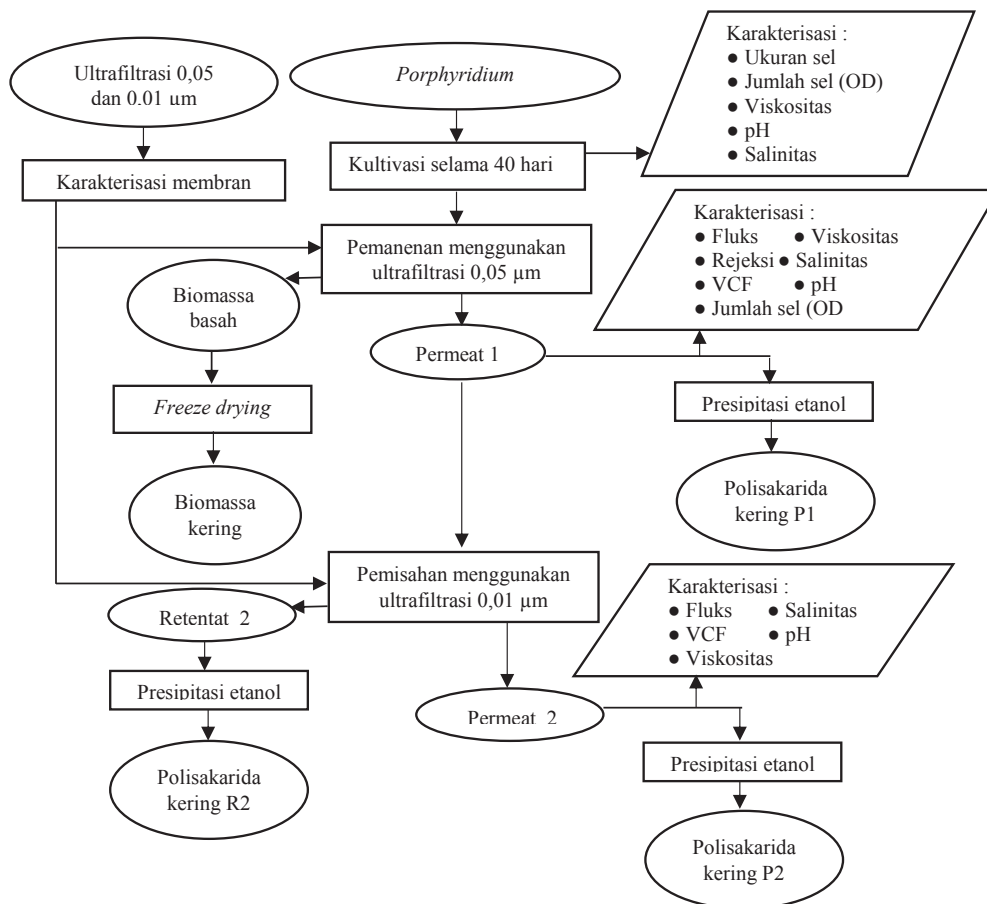 Ultrafiltrasi 0,05
dan 0.01 µm
Porphyridium
Karakterisasi :
● Ukuran sel
● Jumlah sel (OD)
● Viskositas
● pH
● Salinitas
Karakterisasi membran
Kultivasi selama 40 hari
Pemanenan menggunakan
ultrafiltrasi 0,05 µm
Karakterisasi :
● Fluks ● Viskositas
● Rejeksi ● Salinitas
● VCF ● pH
● Jumlah sel (OD
Biomassa
basah
Permeat 1
Freeze drying
Presipitasi etanol
Biomassa
kering
Polisakarida
kering P1
Pemisahan menggunakan
ultrafiltrasi 0,01 µm
Karakterisasi :
● Fluks ● Salinitas
● VCF ● pH
● Viskositas
Retentat 2
Presipitasi etanol
Permeat 2
Polisakarida
kering R2
Presipitasi etanol
Polisakarida
kering P2